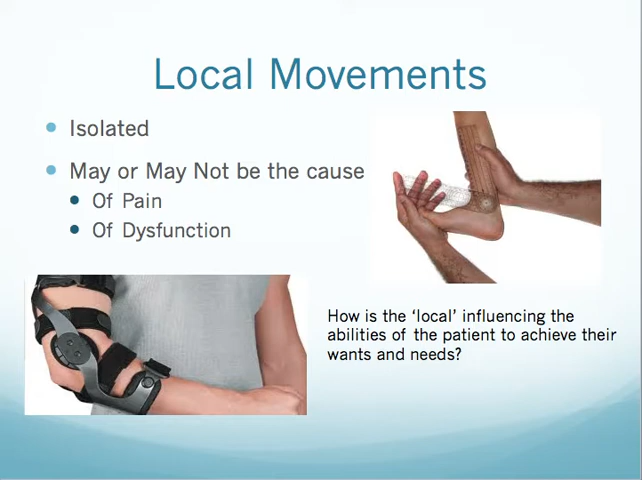 Local Movements
Isolated
May or May Not be the cause
Of Pain
Of Dysfunction
How is the ‘local’ influencing the
abilities of the patient to achieve their
wants and needs?